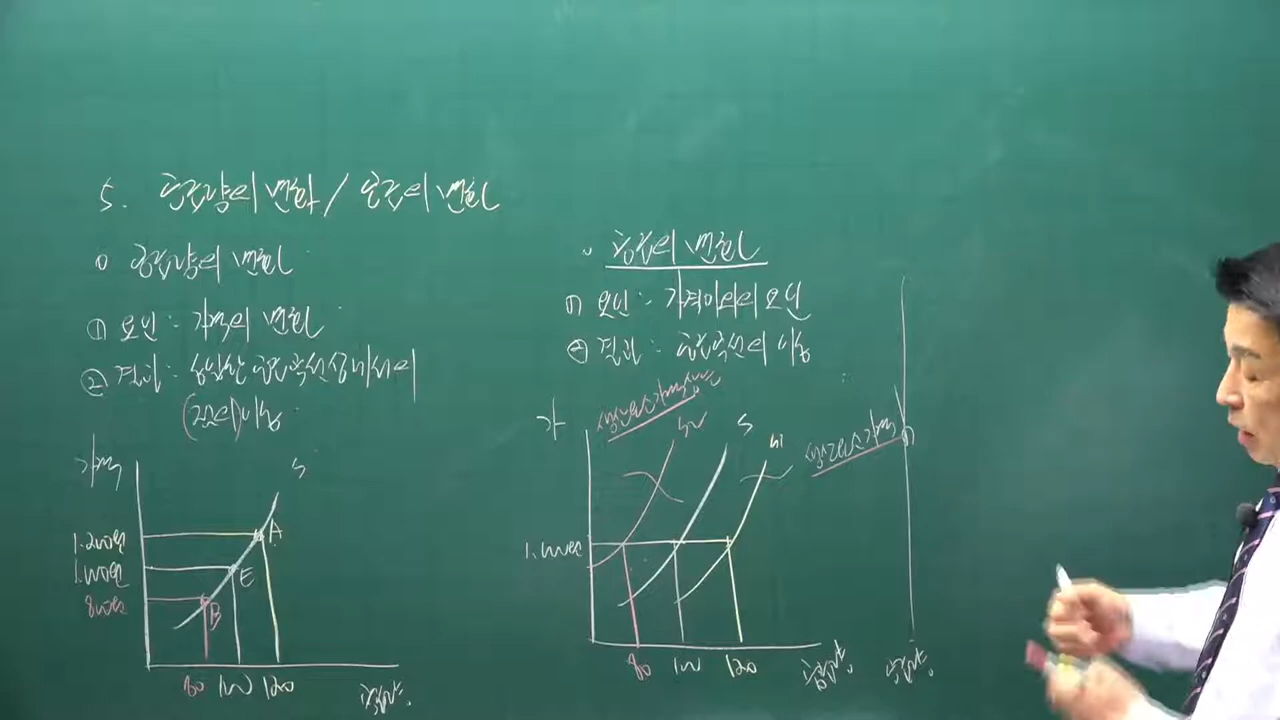 5. 공급량의 변화 / 공급의 변화
① 공급량의 변화
㉠ 요인 : 가격의 변화
② 결과 : 동일한 공급곡선상에서의
(점의)이동
가격
S
1.200원
1.000원
800원
A
E
B
80 100 120
공급량
공급의 변화
㉠ 요인 : 가격이외의 요인
결과 : 공급곡선의 이동
가
생산요소가격상승
S
S1
생산요소가격
1.000원
80 100 120
공급량
공급량